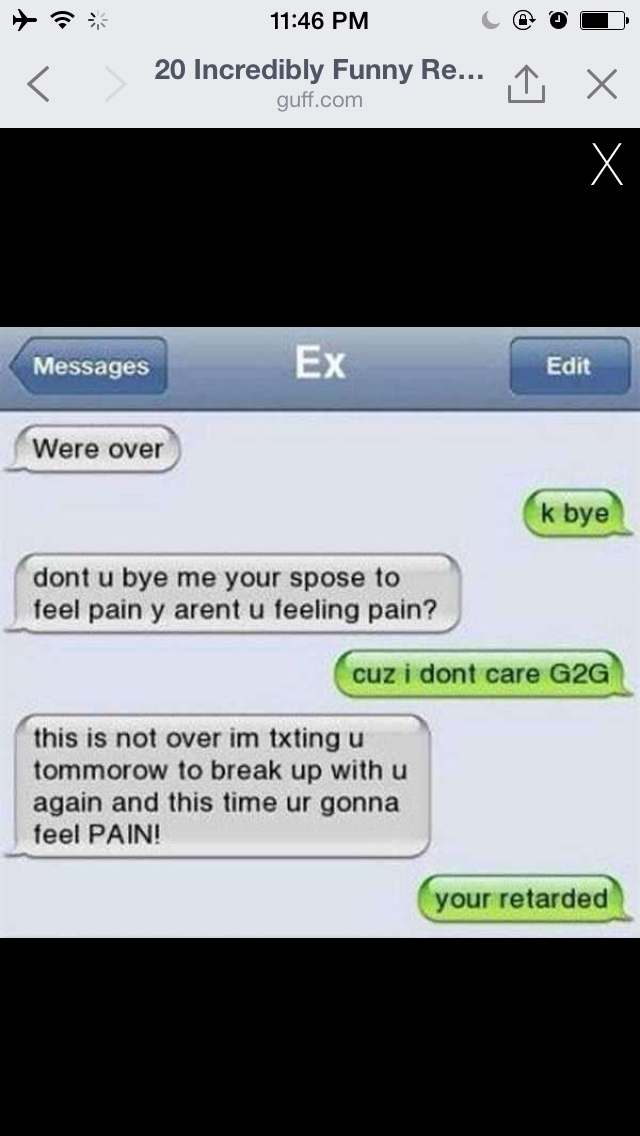 11:46 PM
20 Incredibly Funny Re...
guff.com
X
Messages
Ex
Edit
Were over
k bye
dont u bye me your spose to
feel pain y arent u feeling pain?
cuz i dont care G2G
this is not over im txting u
tommorow to break up with u
again and this time ur gonna
feel PAIN!
your retarded